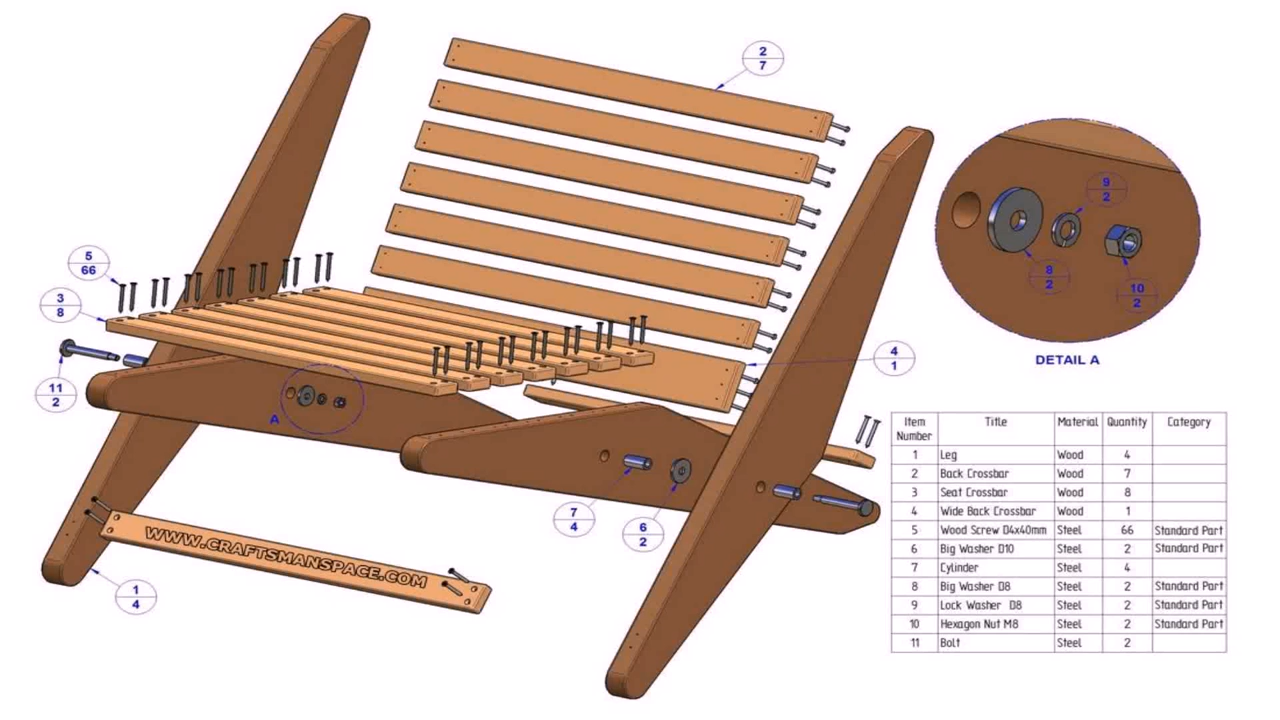 2
7
9
2
5
66
8
2
10
2
3
8
DETAIL A
4
1
11
2
A
7
4
6
2
WWW.CRAFTSMANSPACE.COM
1
4
Item Number Title Material Quantity Category
1 Leg Wood 4
2 Back Crossbar Wood 7
3 Seat Crossbar Wood 8
4 Wide Back Crossbar Wood 1
5 Wood Screw D4x40mm Steel 66 Standard Part
6 Big Washer D10 Steel 2 Standard Part
7 Cylinder Steel 4
8 Big Washer D8 Steel 2 Standard Part
9 Lock Washer D8 Steel 2 Standard Part
10 Hexagon Nut M8 Steel 2 Standard Part
11 Bolt Steel 2